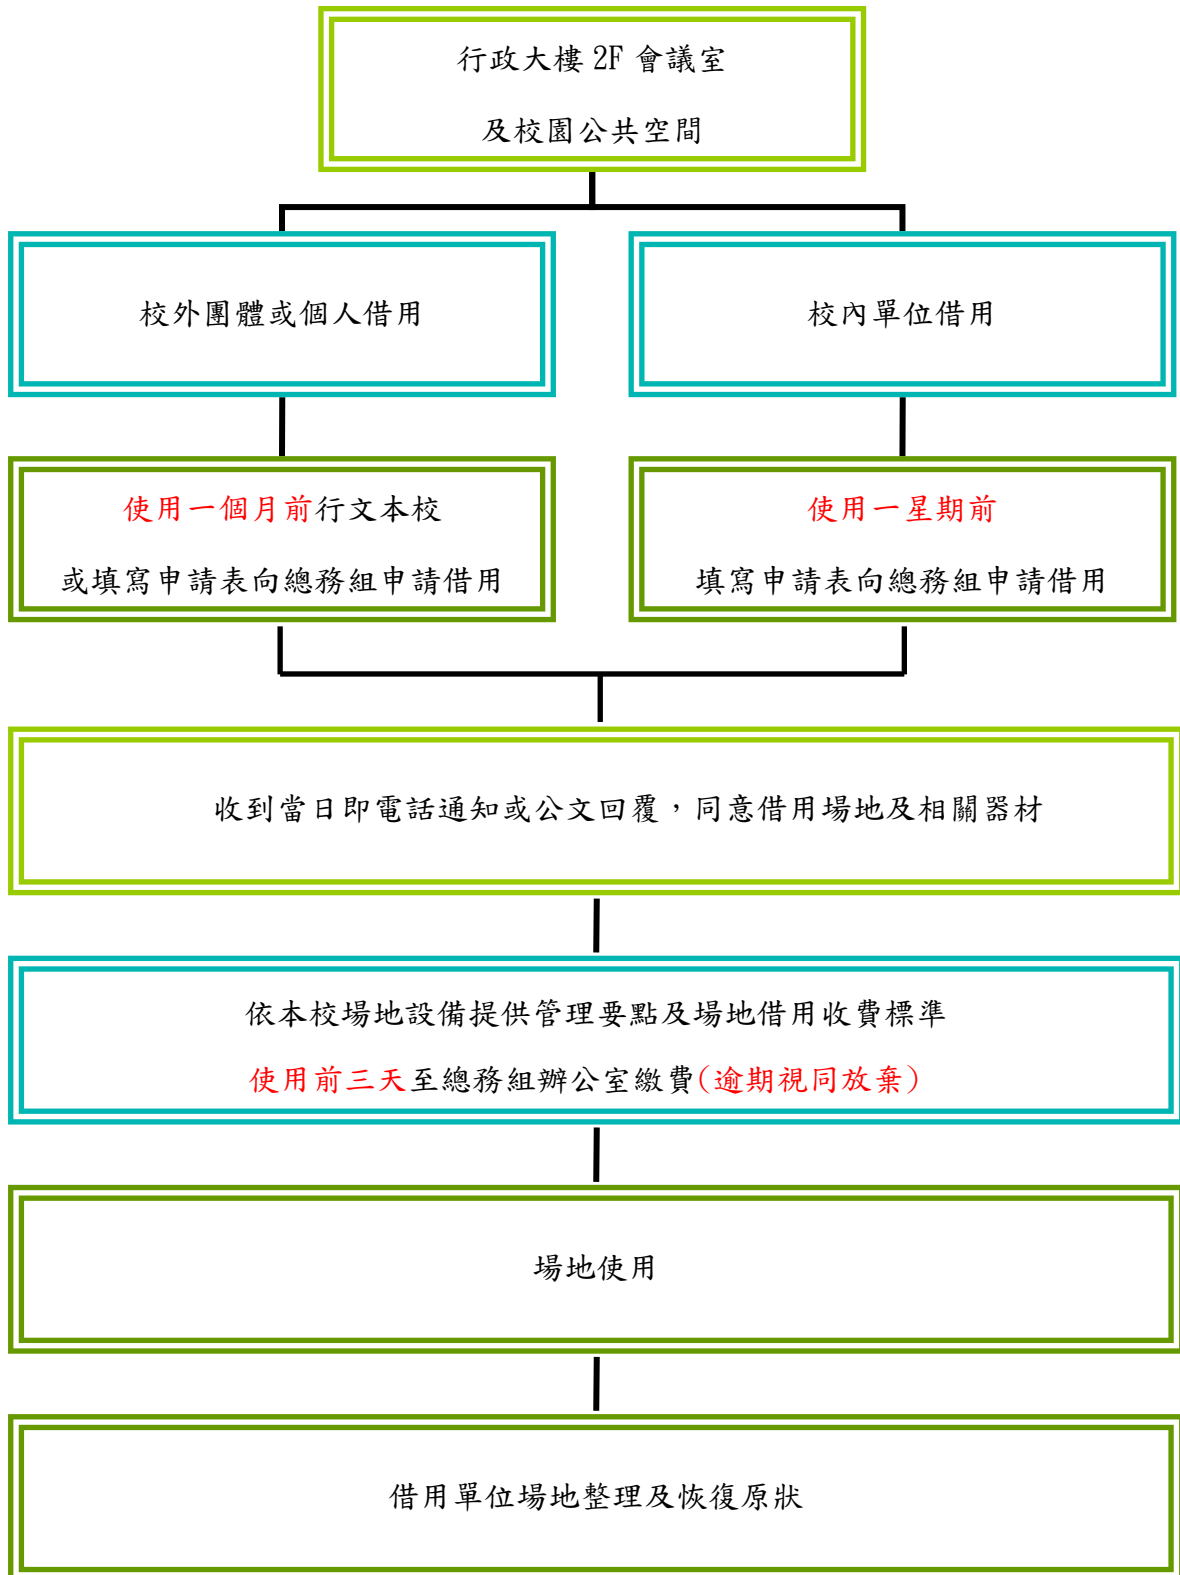 行政大樓 2F 會議室
及校園公共空間
校外團體或個人借用
校內單位借用
使用一個月前行文本校
或填寫申請表向總務組申請借用
使用一星期前
填寫申請表向總務組申請借用
收到當日即電話通知或公文回覆，同意借用場地及相關器材
依本校場地設備提供管理要點及場地借用收費標準
使用前三天至總務組辦公室繳費(逾期視同放棄)
場地使用
借用單位場地整理及恢復原狀